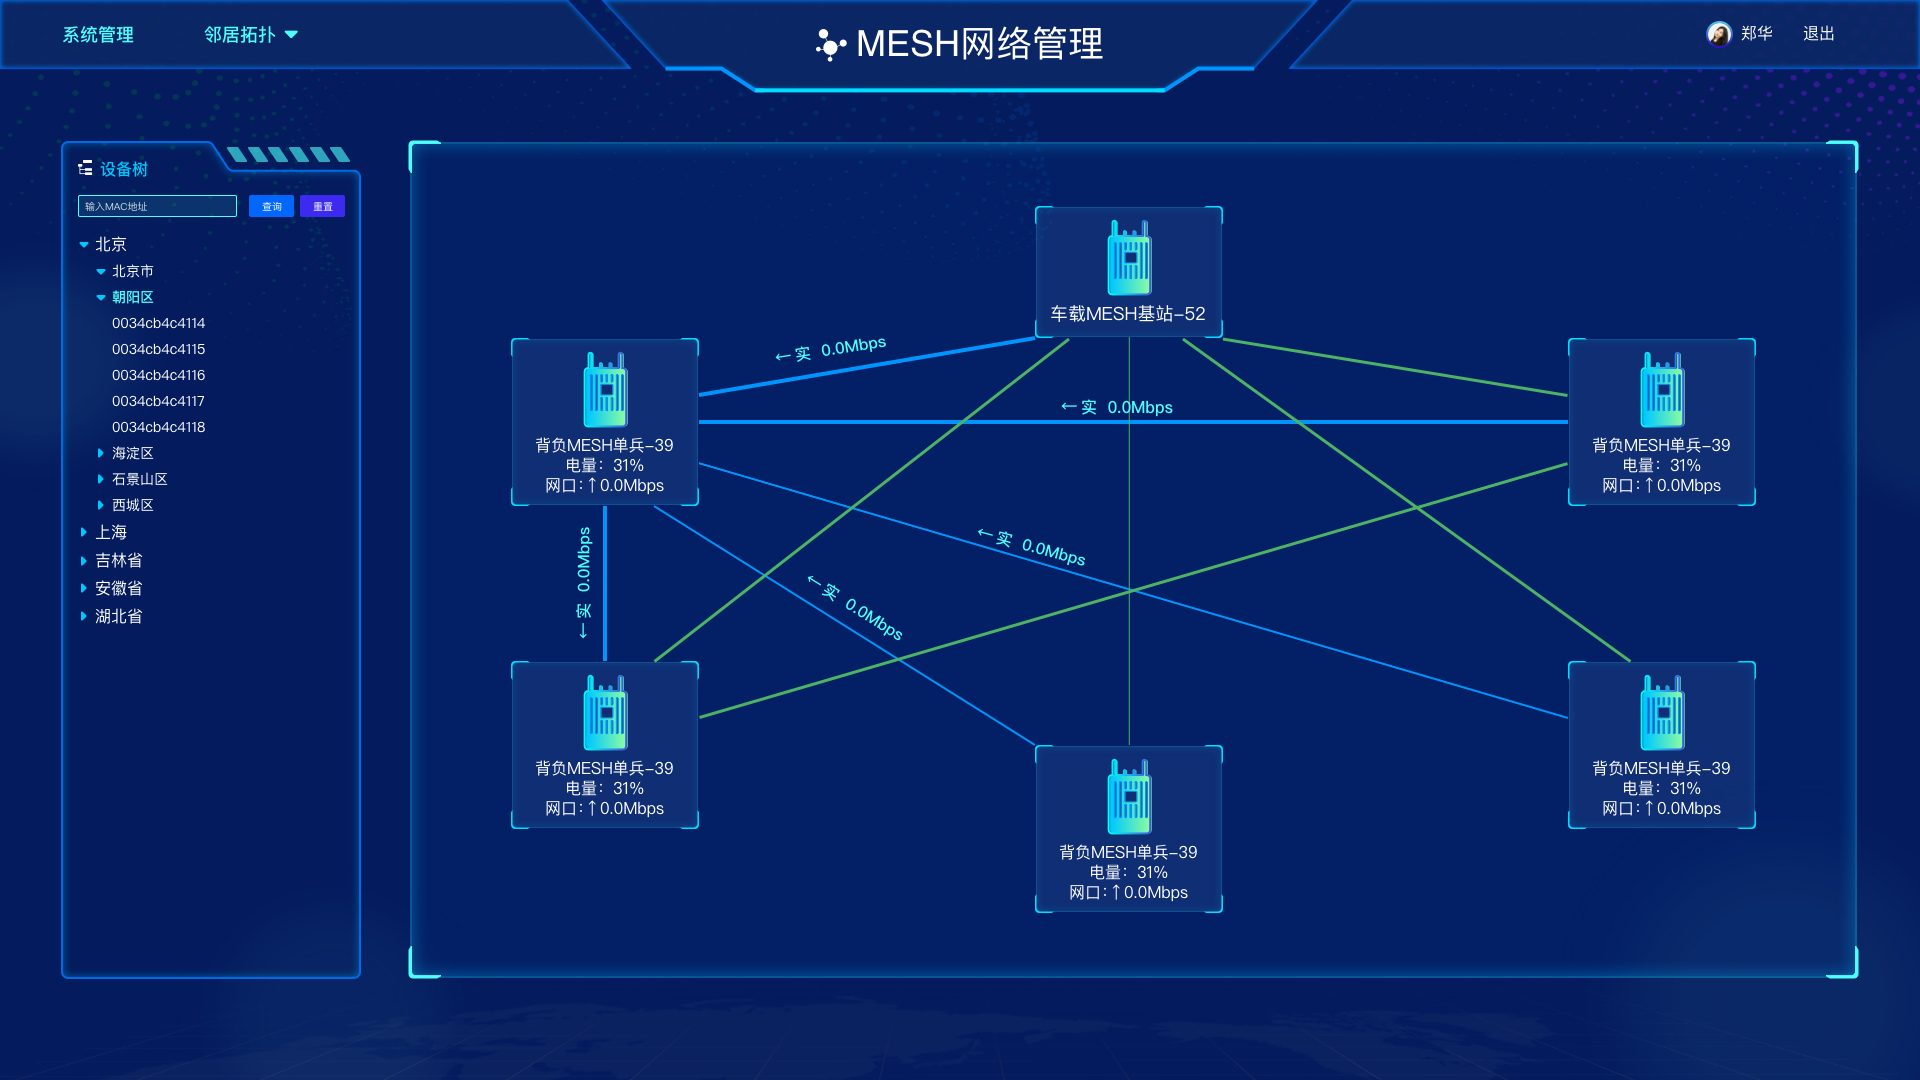 系统管理
邻居拓扑
MESH网络管理
郑华
退出
设备树
输入MAC地址
查询
重置
北京
北京市
朝阳区
0034cb4c4114
0034cb4c4115
0034cb4c4116
0034cb4c4117
0034cb4c4118
海淀区
石景山区
西城区
上海
吉林省
安徽省
湖北省
车载MESH基站-52
←实 0.0Mbps
←实 0.0Mbps
背负MESH单兵-39
电量：31%
网口：↑0.0Mbps
背负MESH单兵-39
电量：31%
网口：↑0.0Mbps
←实 0.0Mbps
←实 0.0Mbps
←实 0.0Mbps
背负MESH单兵-39
电量：31%
网口：↑0.0Mbps
背负MESH单兵-39
电量：31%
网口：↑0.0Mbps
背负MESH单兵-39
电量：31%
网口：↑0.0Mbps